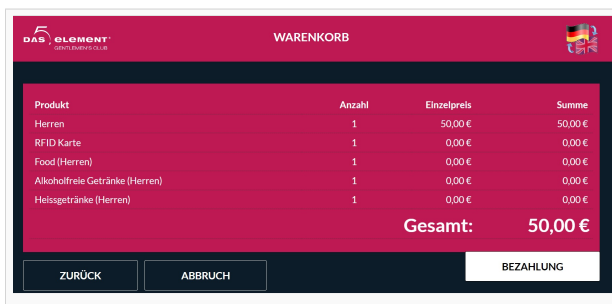 DAS 5 ELEMENT
GENTLEMEN'S CLUB
WARENKORB
Produkt Anzahl Einzelpreis Summe
Herren 1 50,00 € 50,00 €
RFID Karte 1 0,00 € 0,00 €
Food (Herren) 1 0,00 € 0,00 €
Alkoholfreie Getränke (Herren) 1 0,00 € 0,00 €
Heissgetränke (Herren) 1 0,00 € 0,00 €
Gesamt: 50,00 €
ZURÜCK ABBRUCH BEZAHLUNG